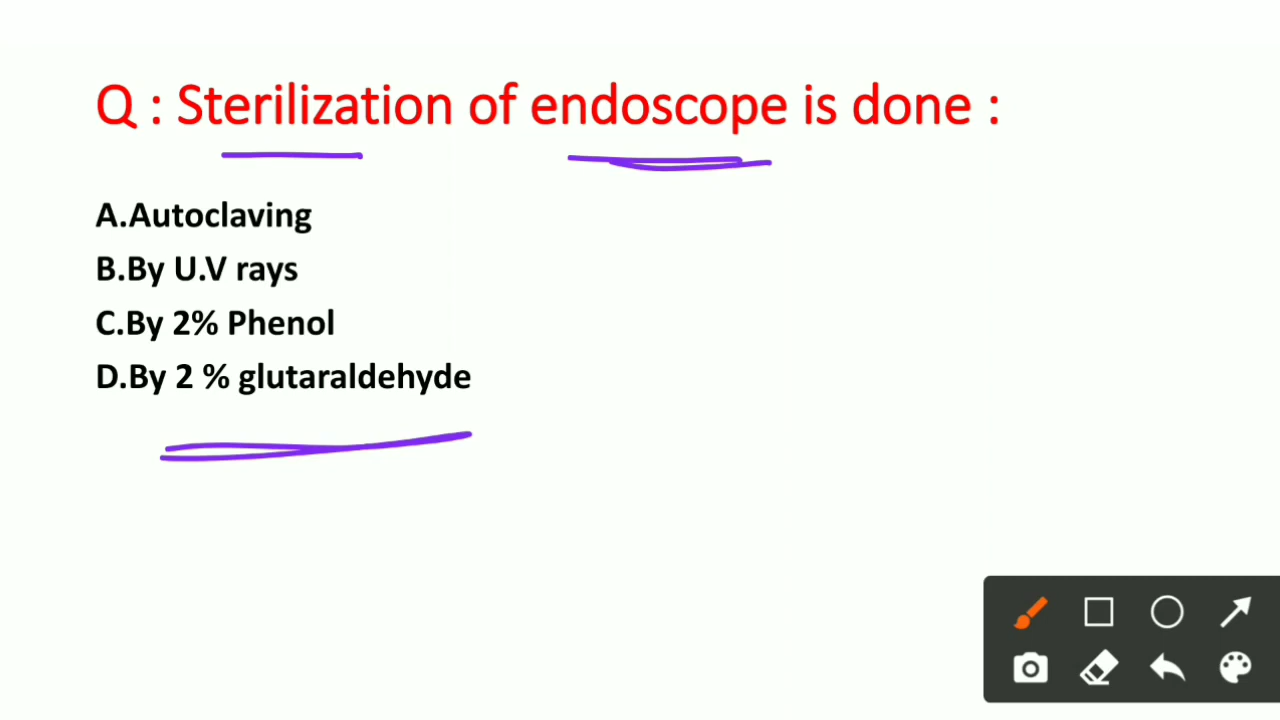 Q : Sterilization of endoscope is done :
A.Autoclaving
B.By U.V rays
C.By 2% Phenol
D.By 2 % glutaraldehyde